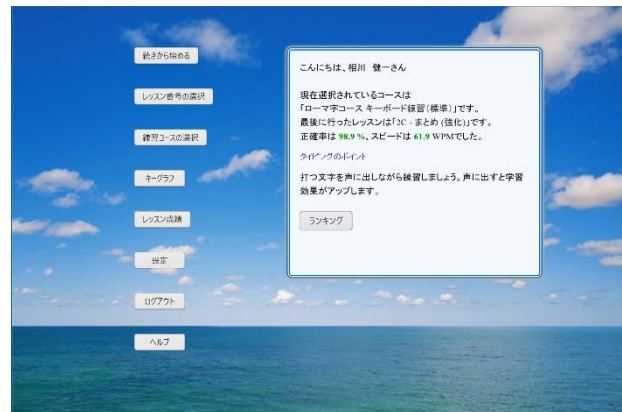 続きから始める
レッスン番号の選択
練習コースの選択
キーグラフ
レッスン成績
設定
ログアウト
ヘルプ
こんにちは、相川　健一さん
現在選択されているコースは
「ローマ字コース キーボード練習（標準）」です。
最後に行ったレッスンは「2C - まとめ (強化)」です。
正確率は 98.9 %、スピードは 61.9 WPMでした。
タイピングのポイント
打つ文字を声に出しながら練習しましょう。声に出すと学習
効果がアップします。
ランキング